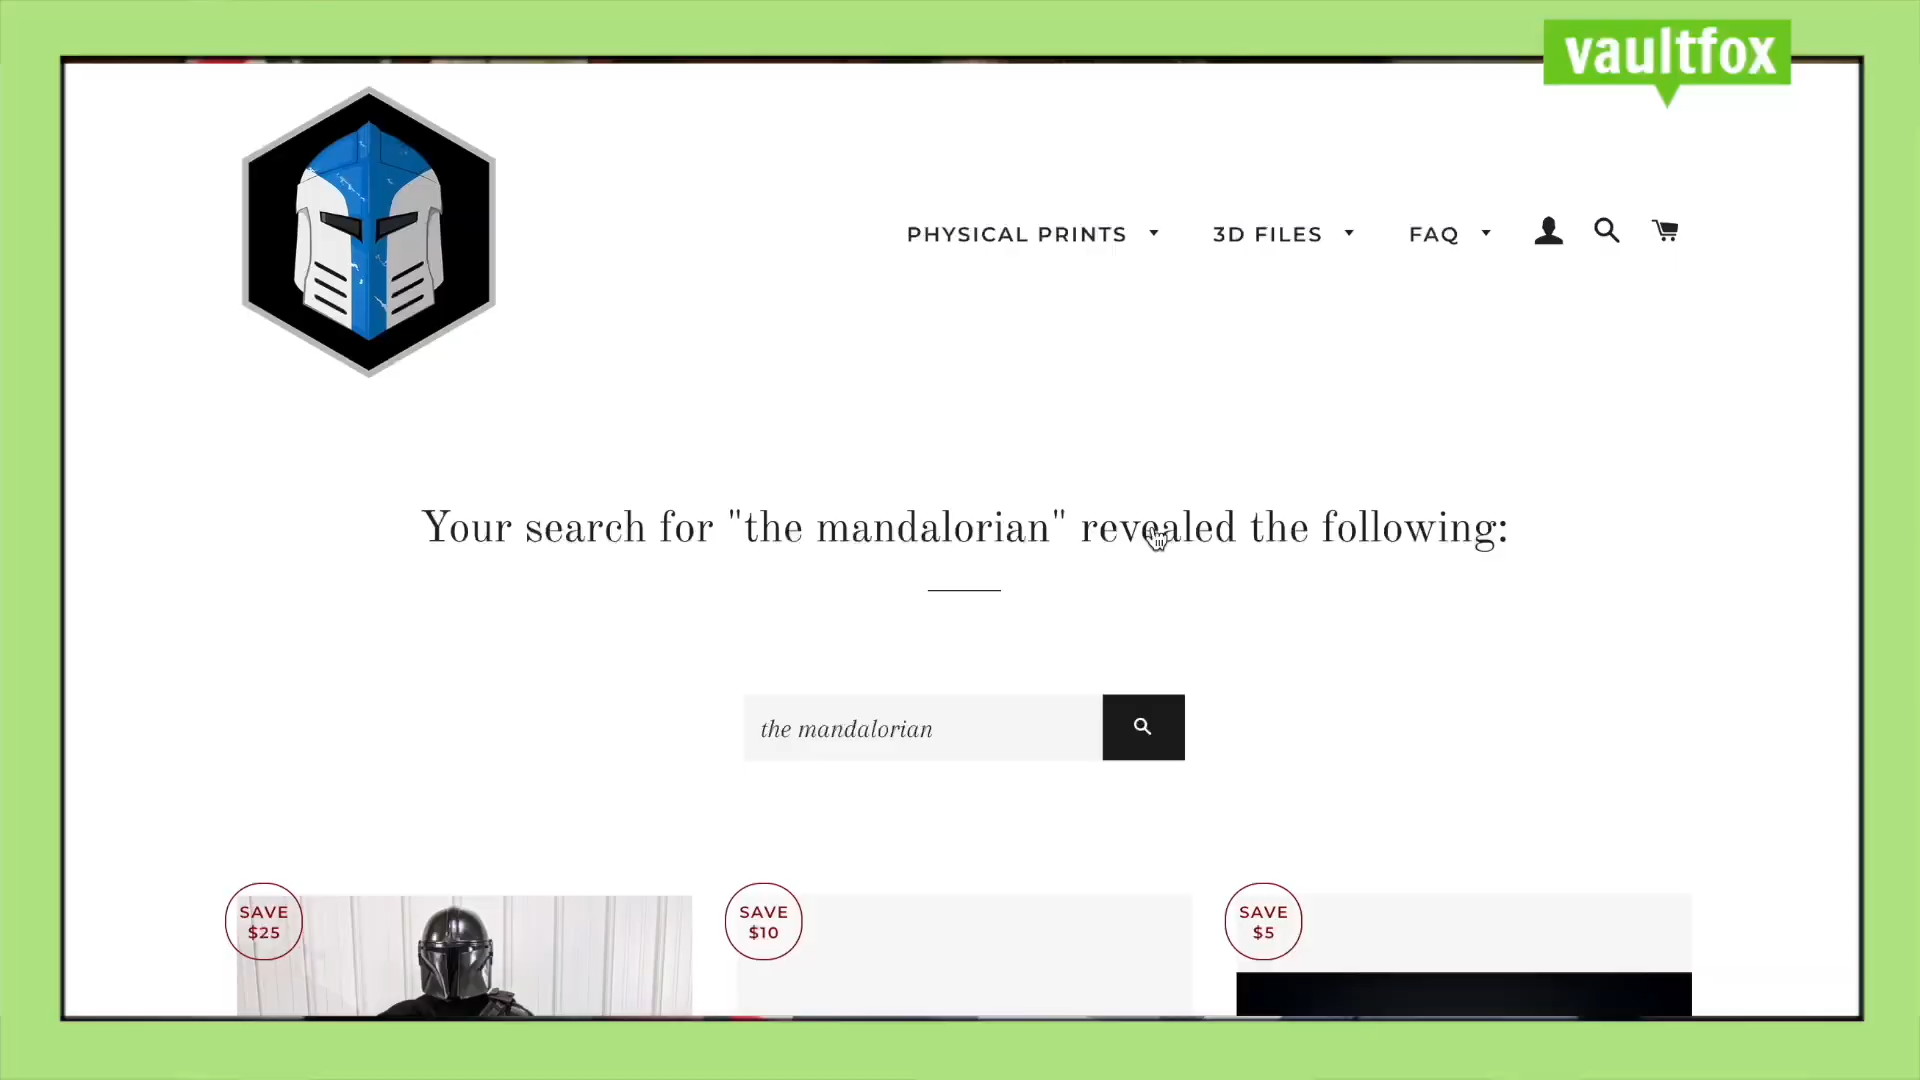 vaultfox
PHYSICAL PRINTS
3D FILES
FAQ
Your search for "the mandalorian" revealed the following:
the mandalorian
SAVE
$25
SAVE
$10
SAVE
$5